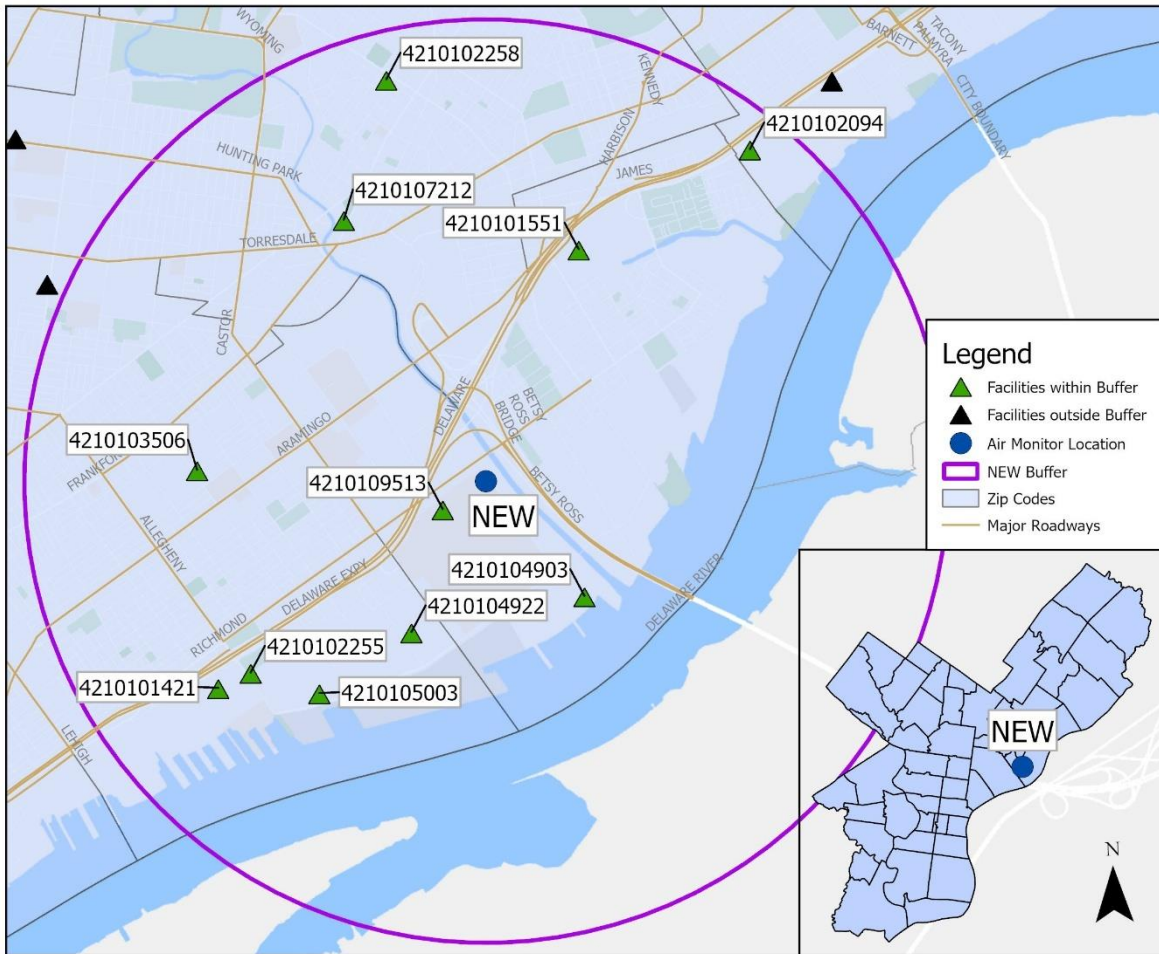 WYOMING
4210102258
KENNEDY
BARNETT
TACONY
PALMYRA
CITY BOUNDARY
4210102094
HARBISON
HUNTING PARK
JAMES
4210107212
4210101551
TORRESDALE
CASTOR
DELAWARE
BETSY
ROSS
BRIDGE
ARAMINGO
4210103506
FRANKFOR
BETSY ROSS
4210109513
NEW
ALLEGHENY
DELAWARE EXPY
4210104903
DELAWARE RIVER
4210104922
RICHMOND
4210102255
4210101421
4210105003
LEHIGH
Legend
Facilities within Buffer
Facilities outside Buffer
Air Monitor Location
NEW Buffer
Zip Codes
Major Roadways
NEW
N